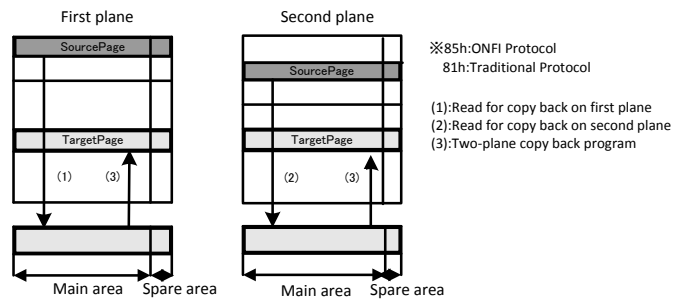 First plane
Second plane
SourcePage
SourcePage
※85h:ONFI Protocol
81h:Traditional Protocol
(1):Read for copy back on first plane
(2):Read for copy back on second plane
(3):Two-plane copy back program
TargetPage
TargetPage
(1) (3)
(2) (3)
Main area Spare area
Main area Spare area